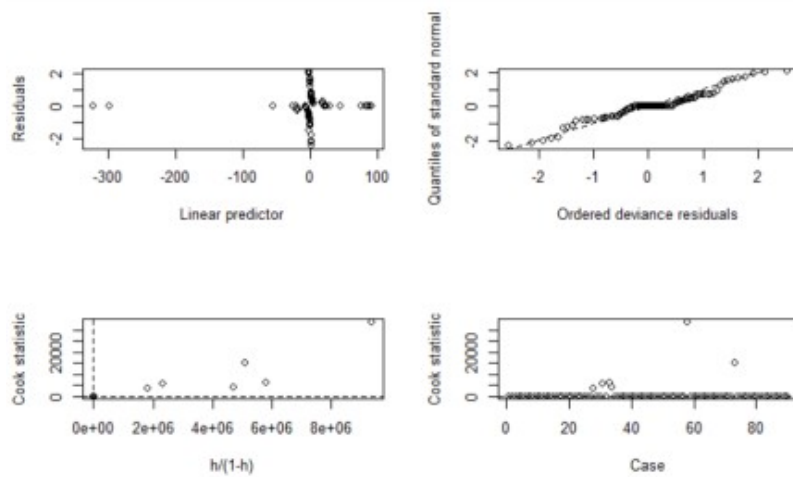 Residuals
2
0
-2
-300
-200
-100
0
100
Linear predictor
Quantiles of standard normal
2
0
-2
-2
-1
0
1
2
Ordered deviance residuals
Cook statistic
20000
0
0e+00
2e+06
4e+06
6e+06
8e+06
h/(1-h)
Cook statistic
20000
0
0
20
40
60
80
Case